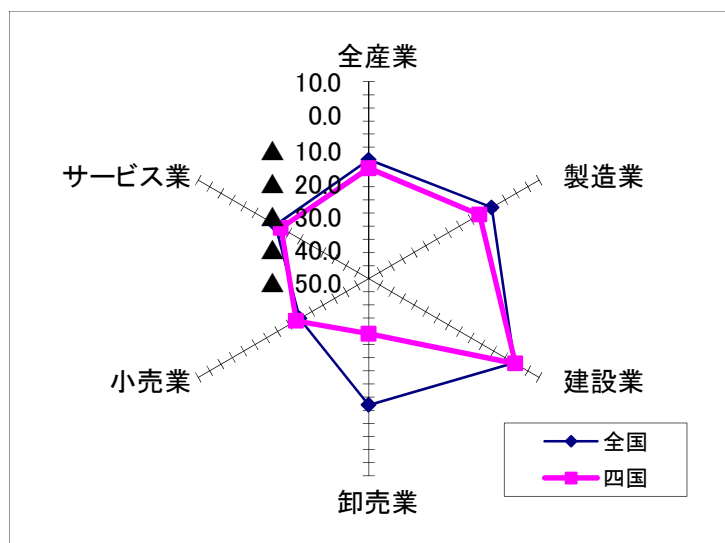 全産業
10.0
0.0
▲ 10.0
▲ 20.0
▲ 30.0
▲ 40.0
▲ 50.0
サービス業
製造業
小売業
建設業
卸売業
全国
四国